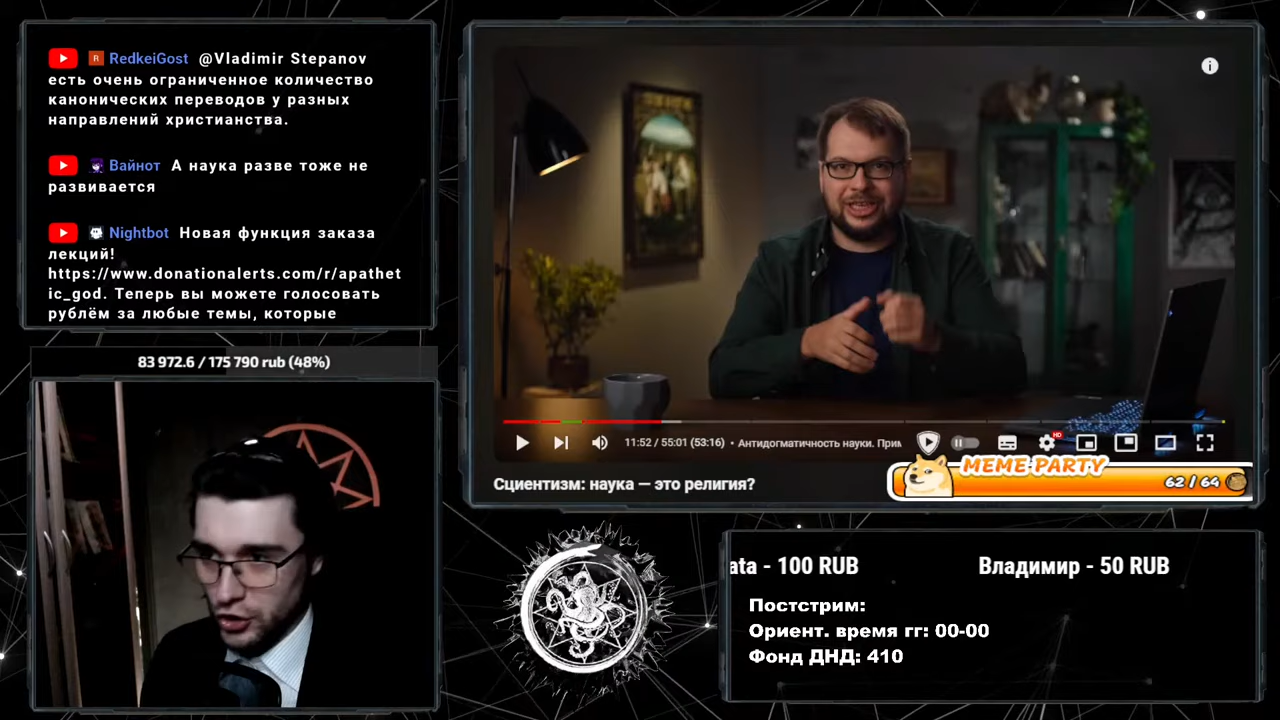 RedkeiGost @Vladimir Stepanov
есть очень ограниченное количество
канонических переводов у разных
направлений христианства.
Вайнот А наука разве тоже не
развивается
Nightbot Новая функция заказа
лекций!
https://www.donationalerts.com/r/apathet
ic_god. Теперь вы можете голосовать
рублём за любые темы, которые
83 972.6 / 175 790 rub (48%)
11:52 / 55:01 (53:16) • Антидогматичность науки. Прим
HD
MEME PARTY
62 / 64
Сциентизм: наука — это религия?
ata - 100 RUB
Владимир - 50 RUB
Постстрим:
Ориент. время гг: 00-00
Фонд ДНД: 410